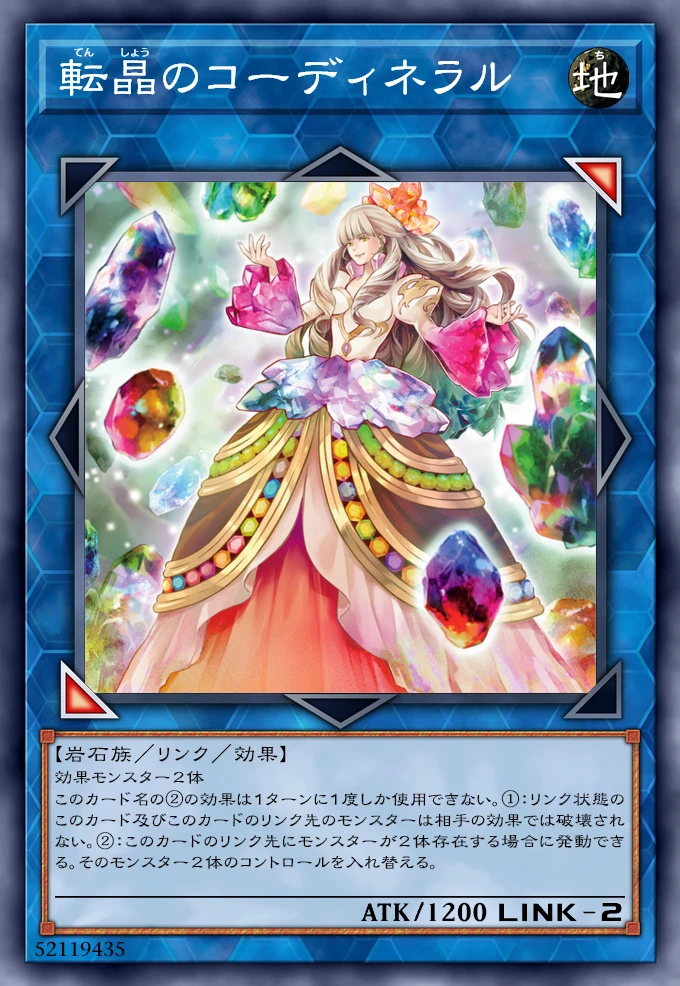 てん しょう
転晶のコーディネラル
ち
地
【岩石族／リンク／効果】
効果モンスター２体
このカード名の②の効果は１ターンに１度しか使用できない。①：リンク状態の
このカード及びこのカードのリンク先のモンスターは相手の効果では破壊され
ない。②：このカードのリンク先にモンスターが２体存在する場合に発動でき
る。そのモンスター２体のコントロールを入れ替える。
ATK/1200 LINK-2
52119435